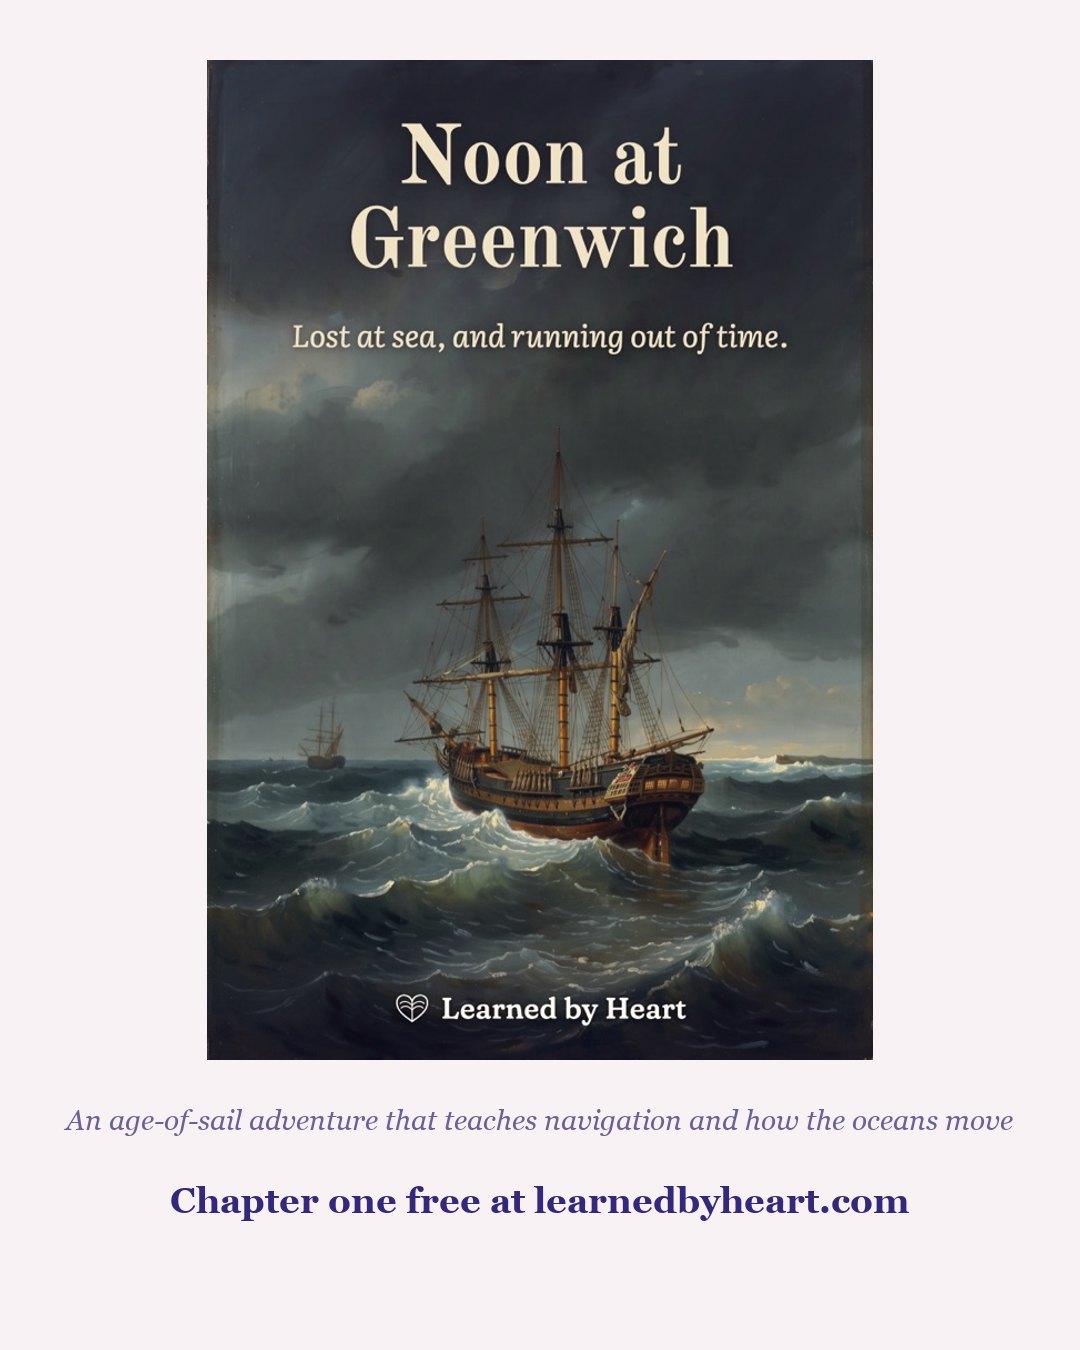 Noon at
Greenwich
Lost at sea, and running out of time.
Learned by Heart
An age-of-sail adventure that teaches navigation and how the oceans move
Chapter one free at learnedbyheart.com